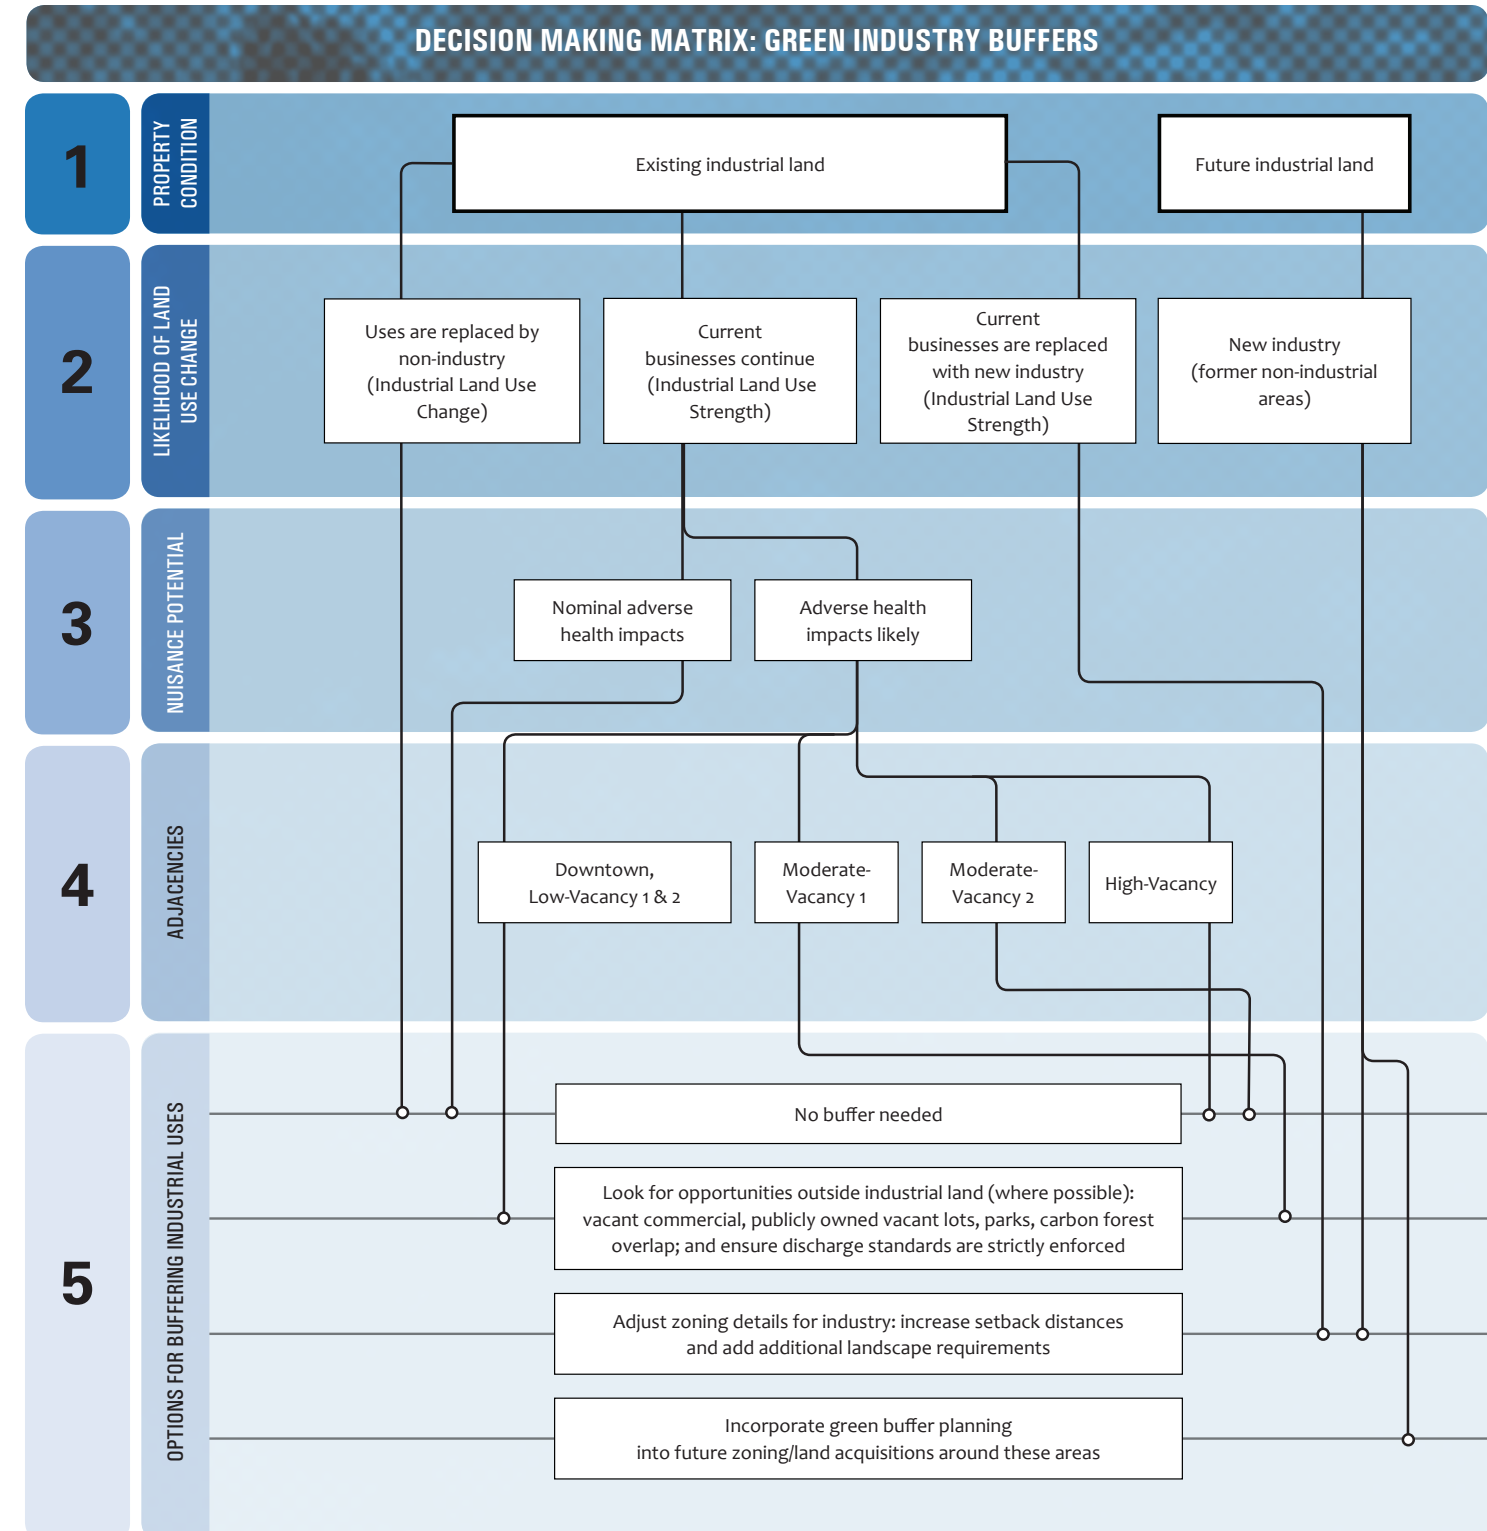 DECISION MAKING MATRIX: GREEN INDUSTRY BUFFERS
1
PROPERTY
CONDITION
Existing industrial land
Future industrial land
2
LIKELIHOOD OF LAND
USE CHANGE
Uses are replaced by
non-industry
(Industrial Land Use
Change)
Current
businesses continue
(Industrial Land Use
Strength)
Current
businesses are replaced
with new industry
(Industrial Land Use
Strength)
New industry
(former non-industrial
areas)
3
NUISANCE POTENTIAL
Nominal adverse
health impacts
Adverse health
impacts likely
4
ADJACENCIES
Downtown,
Low-Vacancy 1 & 2
Moderate-
Vacancy 1
Moderate-
Vacancy 2
High-Vacancy
5
OPTIONS FOR BUFFERING INDUSTRIAL USES
No buffer needed
Look for opportunities outside industrial land (where possible):
vacant commercial, publicly owned vacant lots, parks, carbon forest
overlap; and ensure discharge standards are strictly enforced
Adjust zoning details for industry: increase setback distances
and add additional landscape requirements
Incorporate green buffer planning
into future zoning/land acquisitions around these areas